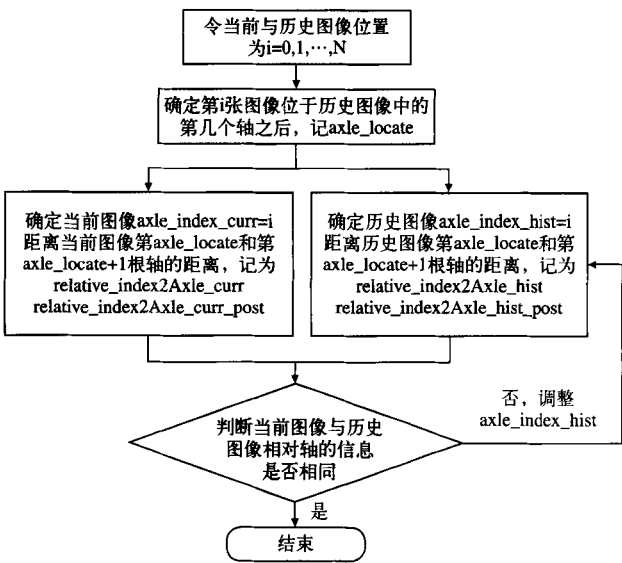 令当前与历史图像位置
为i=0,1,…,N
确定第i张图像位于历史图像中的
第几个轴之后，记axle_locate
确定当前图像axle_index_curr=i
距离当前图像第axle_locate和第
axle_locate+1根轴的距离，记为
relative_index2Axle_curr
relative_index2Axle_curr_post
确定历史图像axle_index_hist=i
距离历史图像第axle_locate和第
axle_locate+1根轴的距离，记为
relative_index2Axle_hist
relative_index2Axle_hist_post
判断当前图像与历史
图像相对轴的信息
是否相同
否，调整
axle_index_hist
是
结束